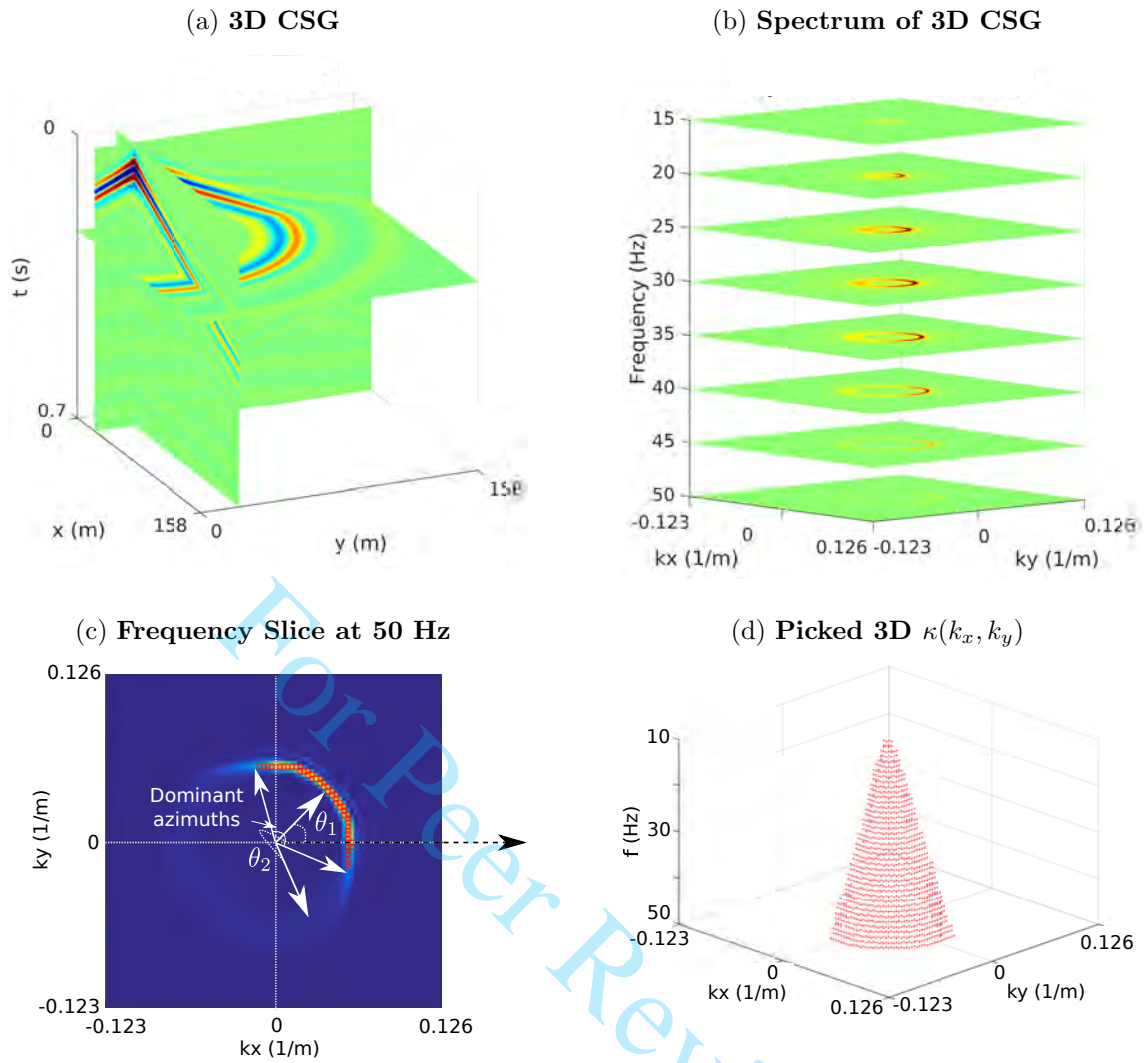 (a) 3D CSG
0
t (s)
0.7
0
x (m)
158
0
y (m)
158
(b) Spectrum of 3D CSG
15
20
25
30
35
40
45
50
Frequency (Hz)
-0.123
0
kx (1/m)
0.126
-0.123
0
ky (1/m)
0.126
(c) Frequency Slice at 50 Hz
0.126
ky (1/m)
0
-0.123
Dominant
azimuths
θ1
θ2
-0.123
0
0.126
kx (1/m)
(d) Picked 3D κ(kx, ky)
10
30
50
f (Hz)
-0.123
0
kx (1/m)
0.126
-0.123
0
ky (1/m)
0.126
For Peer Revi